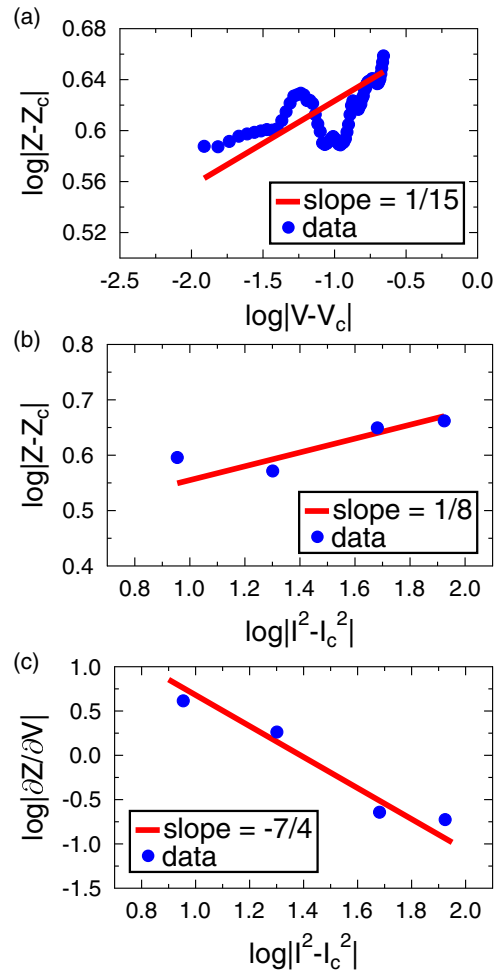 (a)
0.68
0.64
0.6
0.56
0.52
log|Z-Z_c|
slope = 1/15
data
-2.5 -2.0 -1.5 -1.0 -0.5 0.0
log|V-V_c|
(b)
0.8
0.7
0.6
0.5
0.4
log|Z-Z_c|
slope = 1/8
data
0.8 1.0 1.2 1.4 1.6 1.8 2.0
log|I^2-I_c^2|
(c)
1.0
0.5
0.0
-0.5
-1.0
-1.5
log|∂Z/∂V|
slope = -7/4
data
0.8 1.0 1.2 1.4 1.6 1.8 2.0
log|I^2-I_c^2|